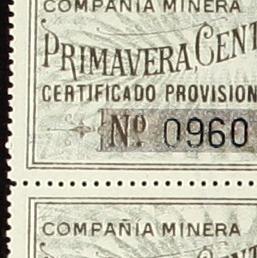 COMPAÑIA MINERA
PRIMAVERA CENT
CERTIFICADO PROVISION
Nº 0960
COMPAÑIA MINERA